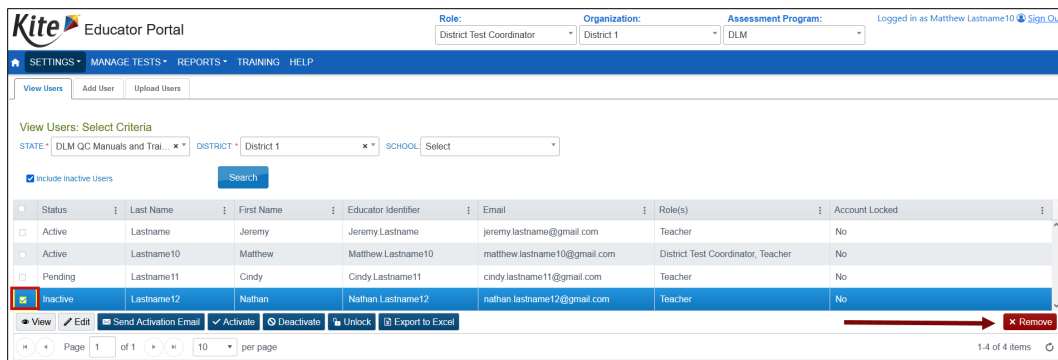 Kite Educator Portal
Role: Organization: Assessment Program: Logged in as Matthew Lastname10 Sign Ou
District Test Coordinator District 1 DLM
SETTINGS MANAGE TESTS REPORTS TRAINING HELP
View Users Add User Upload Users
View Users: Select Criteria
STATE:* DLM QC Manuals and Trai... × DISTRICT: * District 1 × SCHOOL: Select
Include Inactive Users Search
Status Last Name First Name Educator Identifier Email Role(s) Account Locked
Active Lastname Jeremy Jeremy.Lastname jeremy.lastname@gmail.com Teacher No
Active Lastname10 Matthew Matthew.Lastname10 matthew.lastname10@gmail.com District Test Coordinator, Teacher No
Pending Lastname11 Cindy Cindy.Lastname11 cindy.lastname11@gmail.com Teacher No
Inactive Lastname12 Nathan Nathan.Lastname12 nathan.lastname12@gmail.com Teacher No
View Edit Send Activation Email Activate Deactivate Unlock Export to Excel × Remove
Page 1 of 1 10 per page 1-4 of 4 items